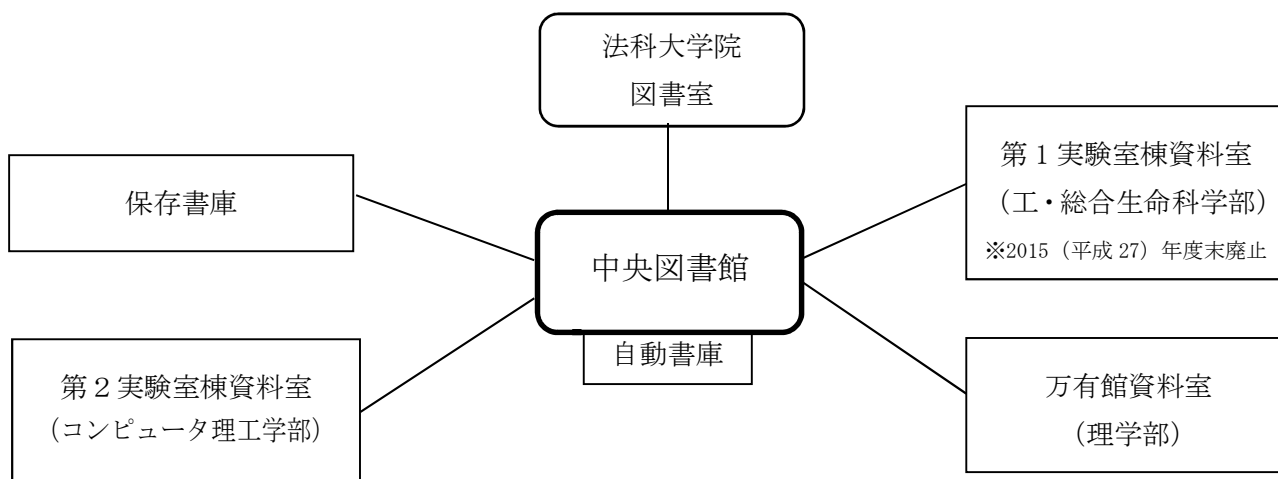 法科大学院
図書室
第1実験室棟資料室
（工・総合生命科学部）
※2015（平成27）年度末廃止
保存書庫
中央図書館
自動書庫
第2実験室棟資料室
（コンピュータ理工学部）
万有館資料室
（理学部）